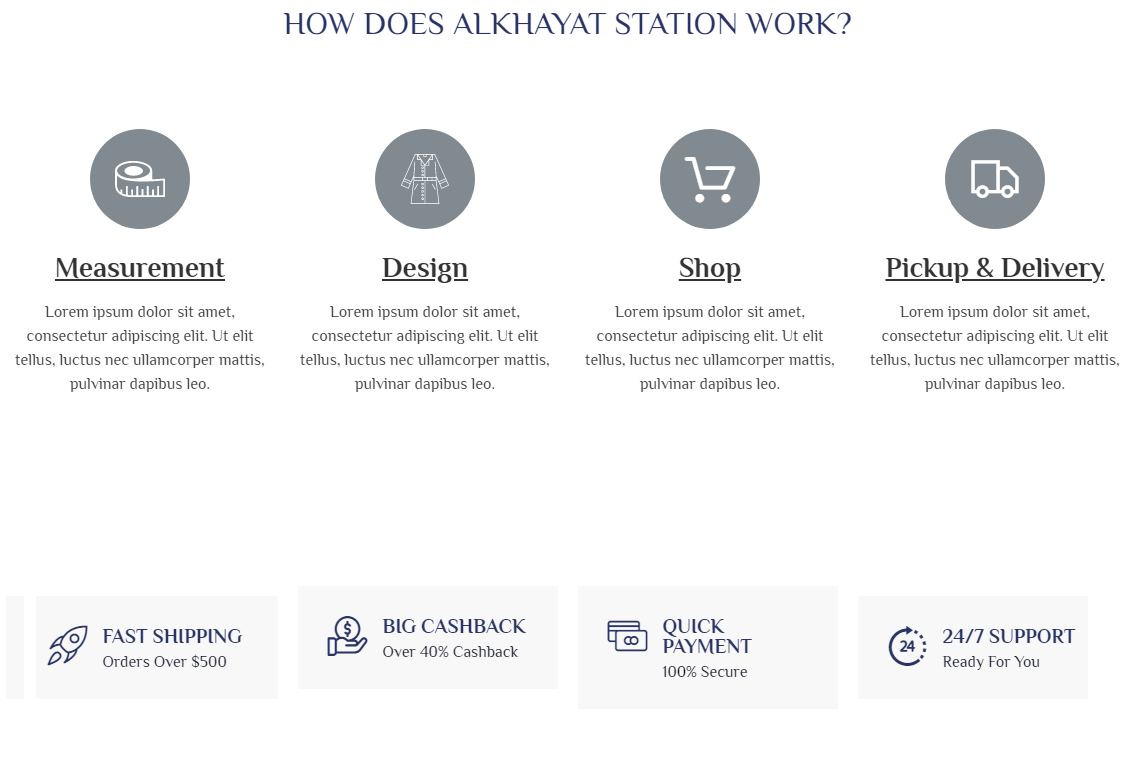 HOW DOES ALKHAYAT STATION WORK?
Measurement
Lorem ipsum dolor sit amet,
consectetur adipiscing elit. Ut elit
tellus, luctus nec ullamcorper mattis,
pulvinar dapibus leo.
Design
Lorem ipsum dolor sit amet,
consectetur adipiscing elit. Ut elit
tellus, luctus nec ullamcorper mattis,
pulvinar dapibus leo.
Shop
Lorem ipsum dolor sit amet,
consectetur adipiscing elit. Ut elit
tellus, luctus nec ullamcorper mattis,
pulvinar dapibus leo.
Pickup & Delivery
Lorem ipsum dolor sit amet,
consectetur adipiscing elit. Ut elit
tellus, luctus nec ullamcorper mattis,
pulvinar dapibus leo.
FAST SHIPPING
Orders Over $500
$
BIG CASHBACK
Over 40% Cashback
QUICK
PAYMENT
100% Secure
24
24/7 SUPPORT
Ready For You